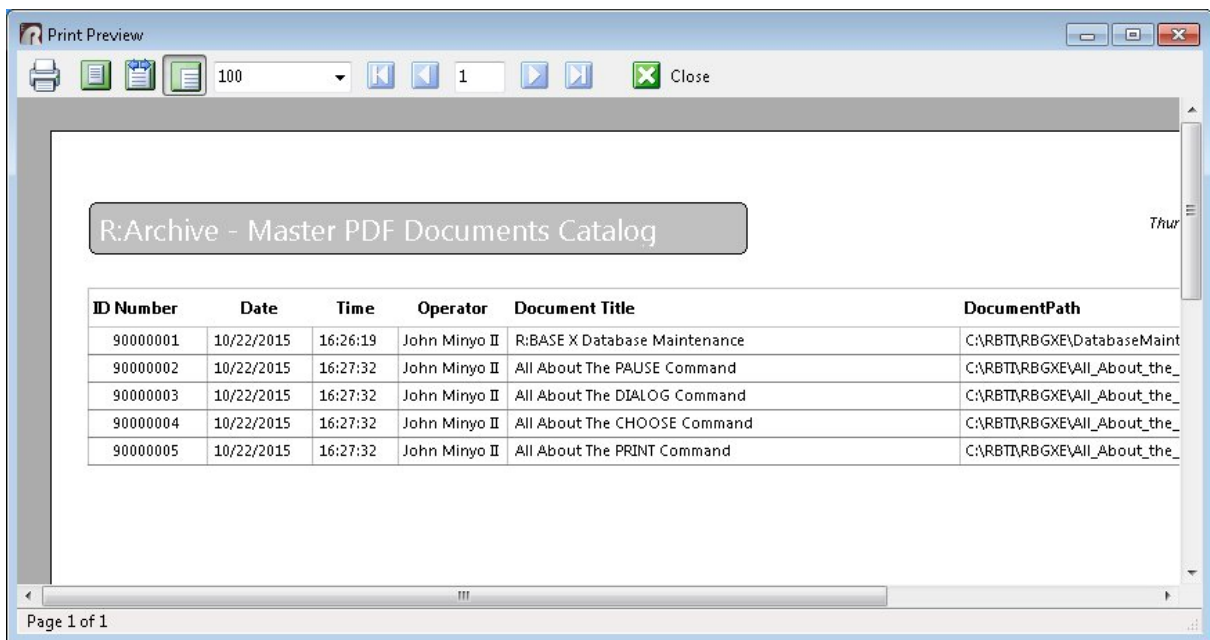 Print Preview
100 1 Close
R:Archive - Master PDF Documents Catalog
Thur
ID Number Date Time Operator Document Title DocumentPath
90000001 10/22/2015 16:26:19 John Minyo II R:BASE X Database Maintenance C:\RBTI\RBGXE\DatabaseMaint
90000002 10/22/2015 16:27:32 John Minyo II All About The PAUSE Command C:\RBTI\RBGXE\All_About_the_
90000003 10/22/2015 16:27:32 John Minyo II All About The DIALOG Command C:\RBTI\RBGXE\All_About_the_
90000004 10/22/2015 16:27:32 John Minyo II All About The CHOOSE Command C:\RBTI\RBGXE\All_About_the_
90000005 10/22/2015 16:27:32 John Minyo II All About The PRINT Command C:\RBTI\RBGXE\All_About_the_
Page 1 of 1